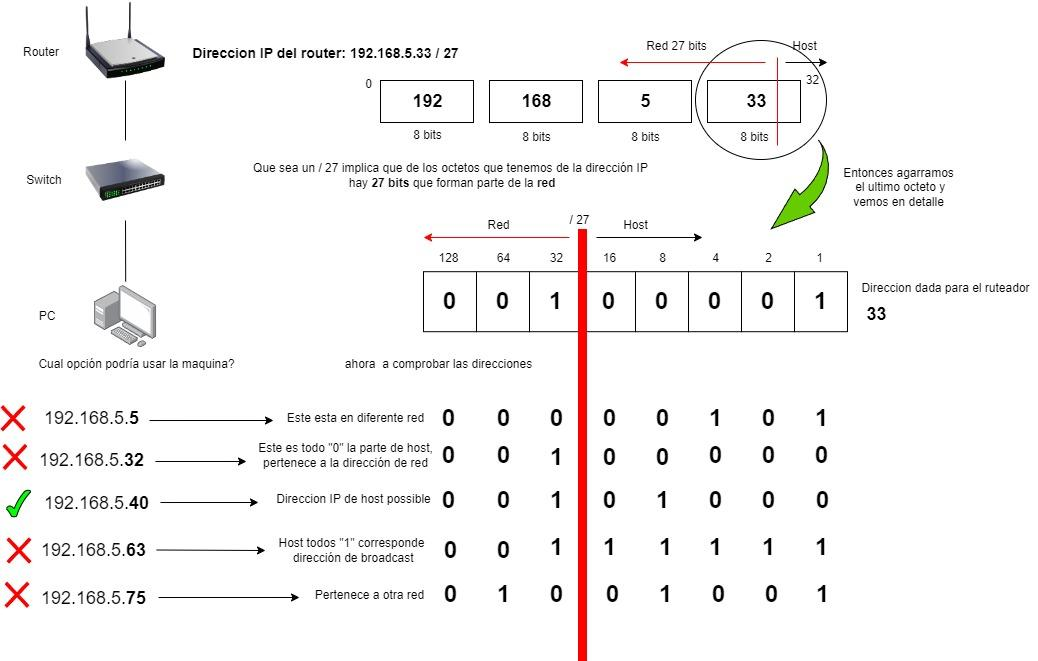 Router
Direccion IP del router: 192.168.5.33 / 27
Red 27 bits
Host
0
32
192
168
5
33
8 bits
8 bits
8 bits
8 bits
Switch
Que sea un / 27 implica que de los octetos que tenemos de la dirección IP
hay 27 bits que forman parte de la red
Entonces agarramos
el ultimo octeto y
vemos en detalle
Red
/ 27
Host
128 64 32 16 8 4 2 1
0 0 1 0 0 0 0 1
Direccion dada para el ruteador
33
PC
Cual opción podría usar la maquina?
ahora a comprobar las direcciones
192.168.5.5
Este esta en diferente red
0 0 0 0 0 1 0 1
192.168.5.32
Este es todo "0" la parte de host,
pertenece a la dirección de red
0 0 1 0 0 0 0 0
192.168.5.40
Direccion IP de host possible
0 0 1 0 1 0 0 0
192.168.5.63
Host todos "1" corresponde
dirección de broadcast
0 0 1 1 1 1 1 1
192.168.5.75
Pertenece a otra red
0 1 0 0 1 0 0 1